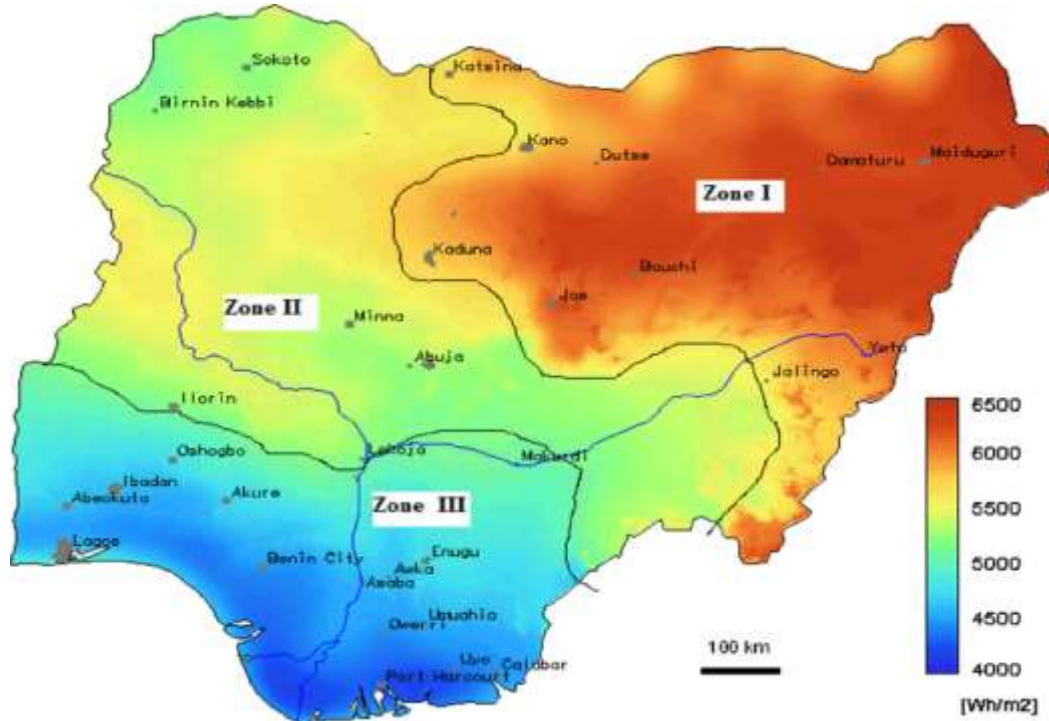 Sokoto
Katsina
Birnin Kebbi
Kano
Dutse
Damaturu
Maiduguri
Zone I
Kaduna
Bauchi
Jos
Zone II
Minna
Yola
Abuja
Jalingo
Ilorin
6500
6000
5500
5000
4500
4000
[Wh/m2]
Lokoja
Makurdi
Oshogbo
Ibadan
Abeokuta
Akure
Zone III
Lagos
Benin City
Enugu
Awka
Asaba
Umuahia
Owerri
100 km
Uyo
Calabar
Port Harcourt